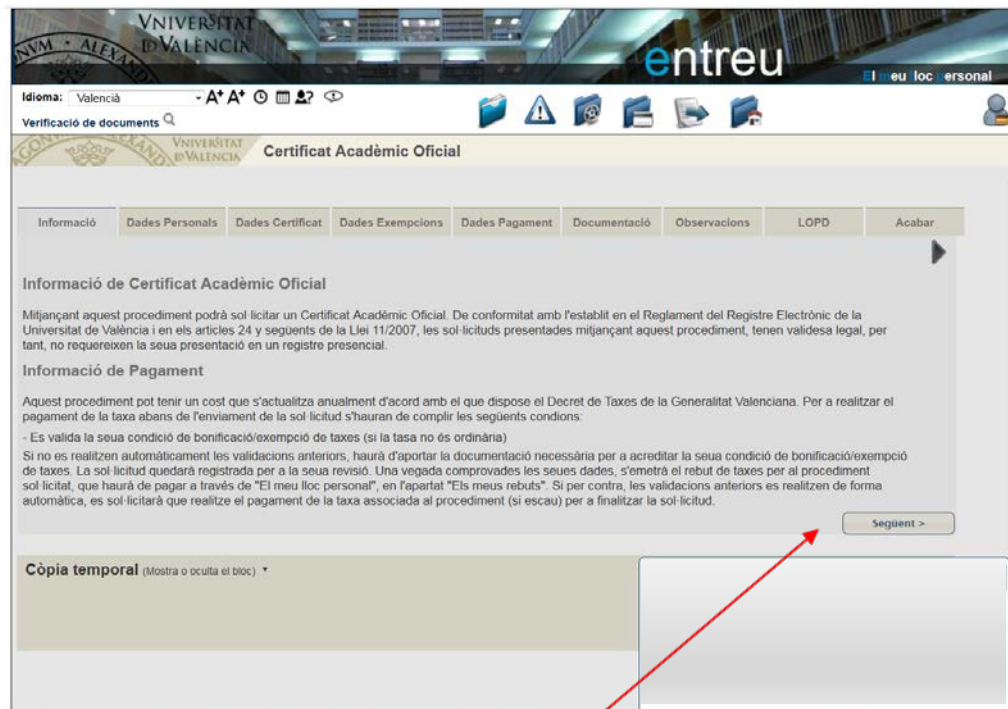 VNIVERSITAT
ID VALÈNCIA
entreu
El meu lloc personal
Idioma: Valencià A+ A+
Verificació de documents
VNIVERSITAT
ID VALÈNCIA
Certificat Acadèmic Oficial
Informació Dades Personals Dades Certificat Dades Exempcions Dades Pagament Documentació Observacions LOPD Acabar
Informació de Certificat Acadèmic Oficial
Mitjançant aquest procediment podrà sol·licitar un Certificat Acadèmic Oficial. De conformitat amb l'establit en el Reglament del Registre Electrònic de la
Universitat de València i en els articles 24 y següents de la Llei 11/2007, les sol·licituds presentades mitjançant aquest procediment, tenen validesa legal, per
tant, no requereixen la seua presentació en un registre presencial.
Informació de Pagament
Aquest procediment pot tenir un cost que s'actualitza anualment d'acord amb el que dispose el Decret de Taxes de la Generalitat Valenciana. Per a realitzar el
pagament de la taxa abans de l'enviament de la sol·licitud s'hauran de complir les següents condions:
- Es valida la seua condició de bonificació/exempció de taxes (si la tasa no és ordinària)
Si no es realitzen automàticament les validacions anteriors, haurà d'aportar la documentació necessària per a acreditar la seua condició de bonificació/exempció
de taxes. La sol·licitud quedarà registrada per a la seua revisió. Una vegada comprovades les seues dades, s'emetrà el rebut de taxes per al procediment
sol·licitat, que haurà de pagar a través de "El meu lloc personal", en l'apartat "Els meus rebuts". Si per contra, les validacions anteriors es realitzen de forma
automàtica, es sol·licitarà que realitze el pagament de la taxa associada al procediment (si escau) per a finalitzar la sol·licitud.
Següent >
Còpia temporal (Mostra o oculta el bloc)